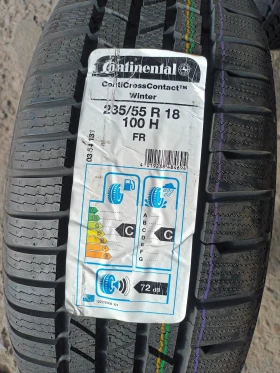 Continental
ContiCrossContact™
Winter
235/55 R 18
100 H
FR
C
A
B
C
D
E
F
G
C
72 dB